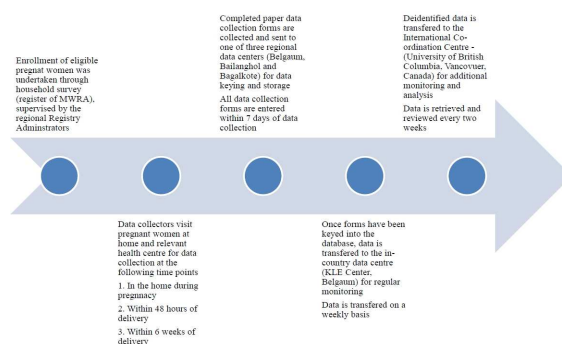 Enrollment of eligible
pregnat women was
undertaken through
household survey
(register of MWRA),
supervised by the
regional Registry
Adminstrators
Data collectors visit
pregnant women at
home and relevant
health centre for data
collection at the
following time points
1. In the home during
pregnnacy
2. Within 48 hours of
delivery
3. Within 6 weeks of
delivery
Completed paper data
collection forms are
collected and sent to
one of three regional
data centers (Belgaum,
Bailanghol and
Bagalkote) for data
keying and storage
All data collection
forms are entered
within 7 days of data
collection
Once forms have been
keyed into the
database, data is
transfered to the in-
country data centre
(KLE Center,
Belgaum) for regular
monitoring
Data is transfered on a
weekly basis
Deidentified data is
transfered to the
International Co-
ordination Centre -
(University of British
Columbia, Vancovuer,
Canada) for additional
monitoring and
analysis
Data is retrieved and
reviewed every two
weeks